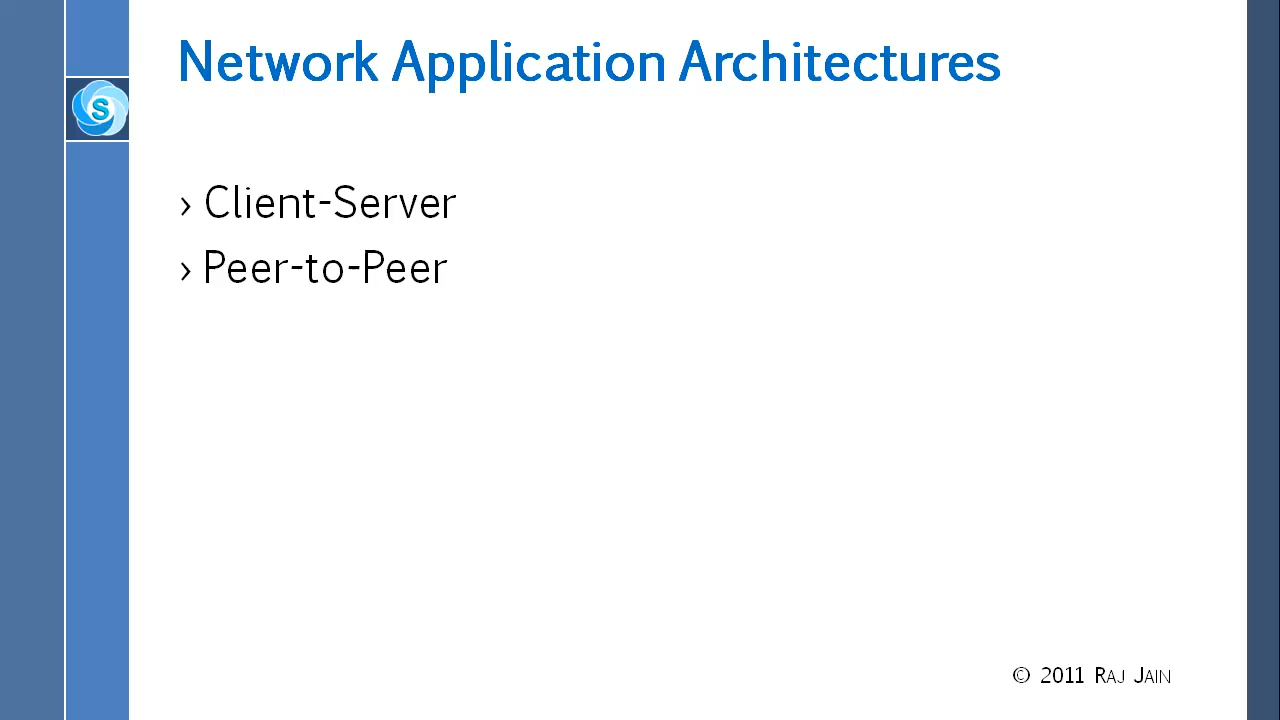 Network Application Architectures
S
› Client-Server
› Peer-to-Peer
© 2011 RAJ JAIN